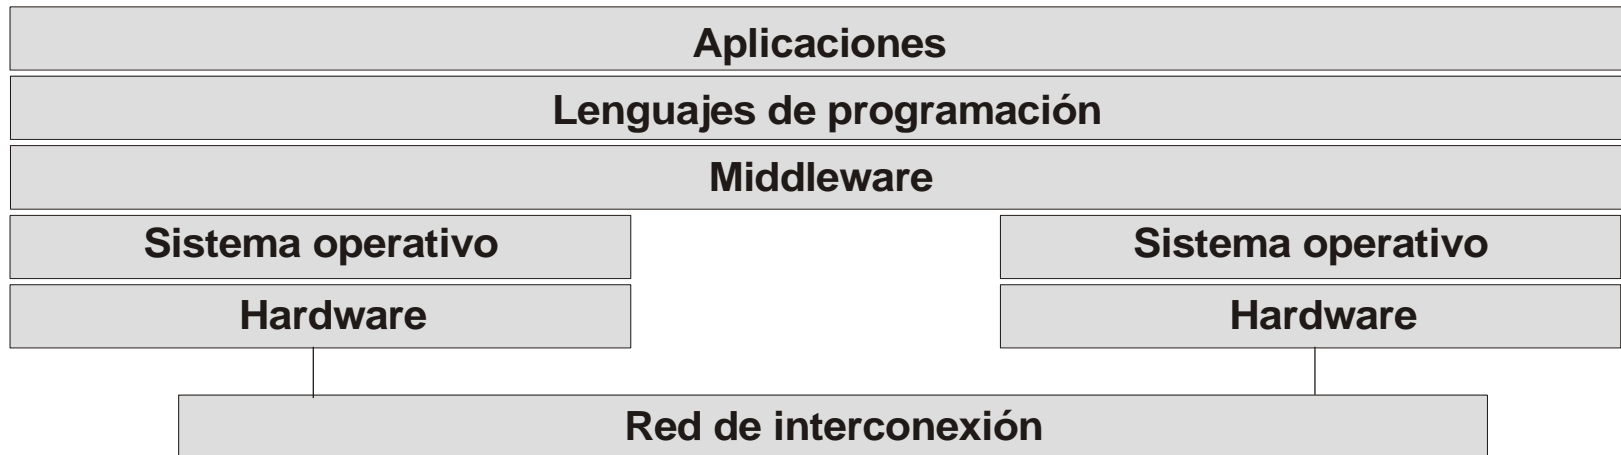 Aplicaciones
Lenguajes de programación
Middleware
Sistema operativo
Sistema operativo
Hardware
Hardware
Red de interconexión